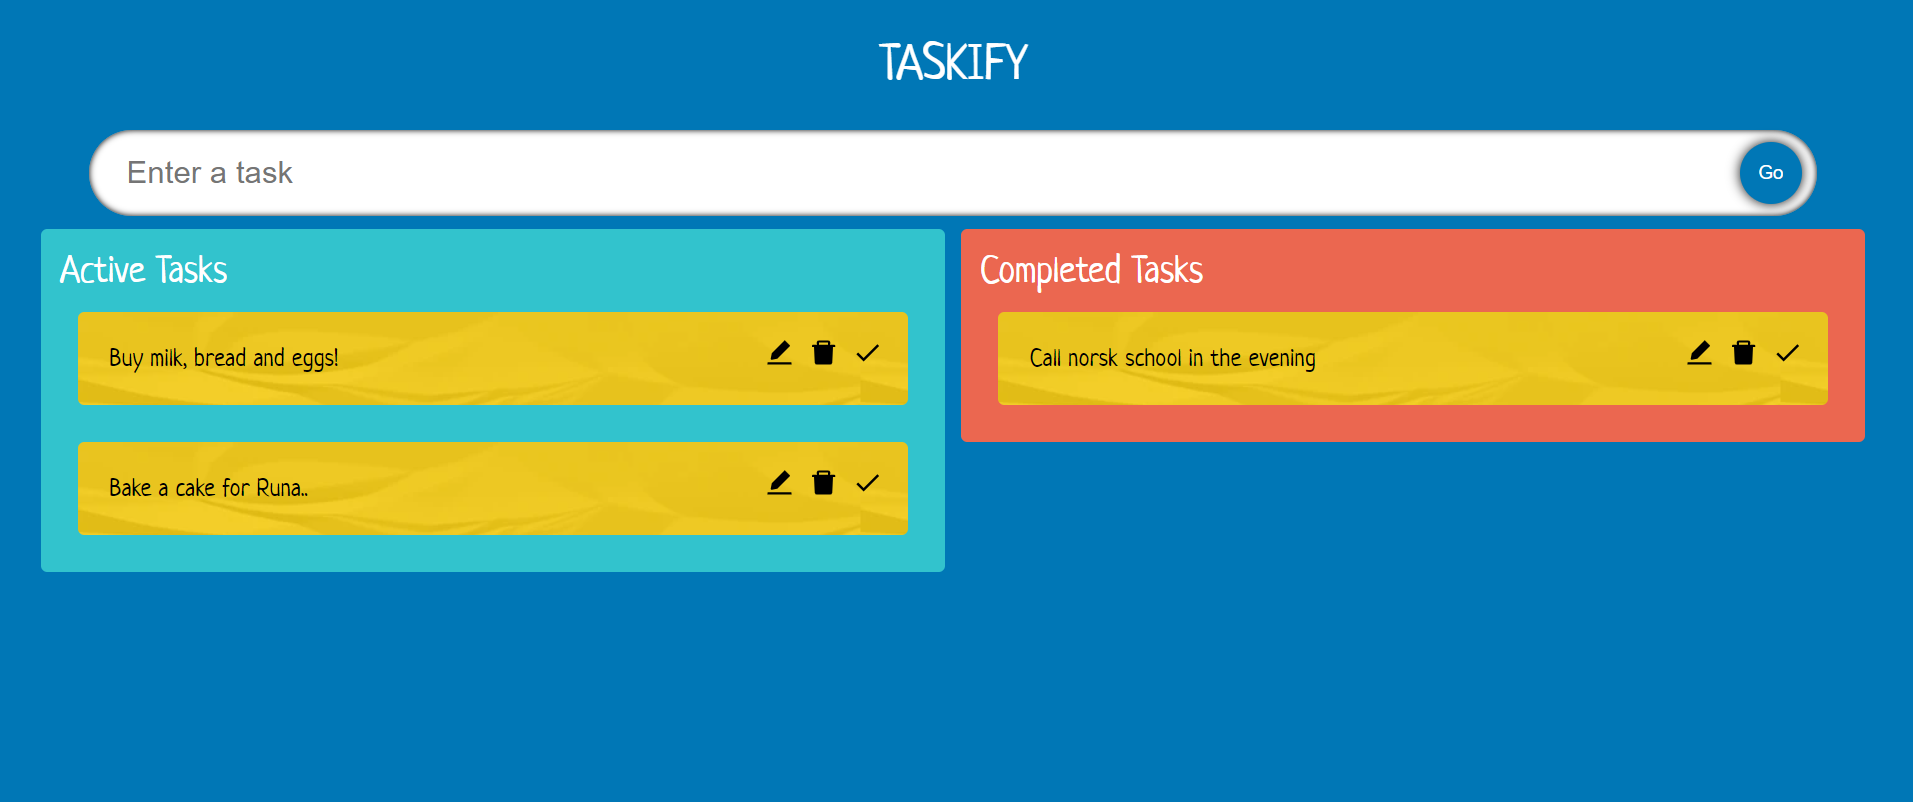 TASKIFY
Enter a task
Go
Active Tasks
Buy milk, bread and eggs!
Bake a cake for Runa..
Completed Tasks
Call norsk school in the evening